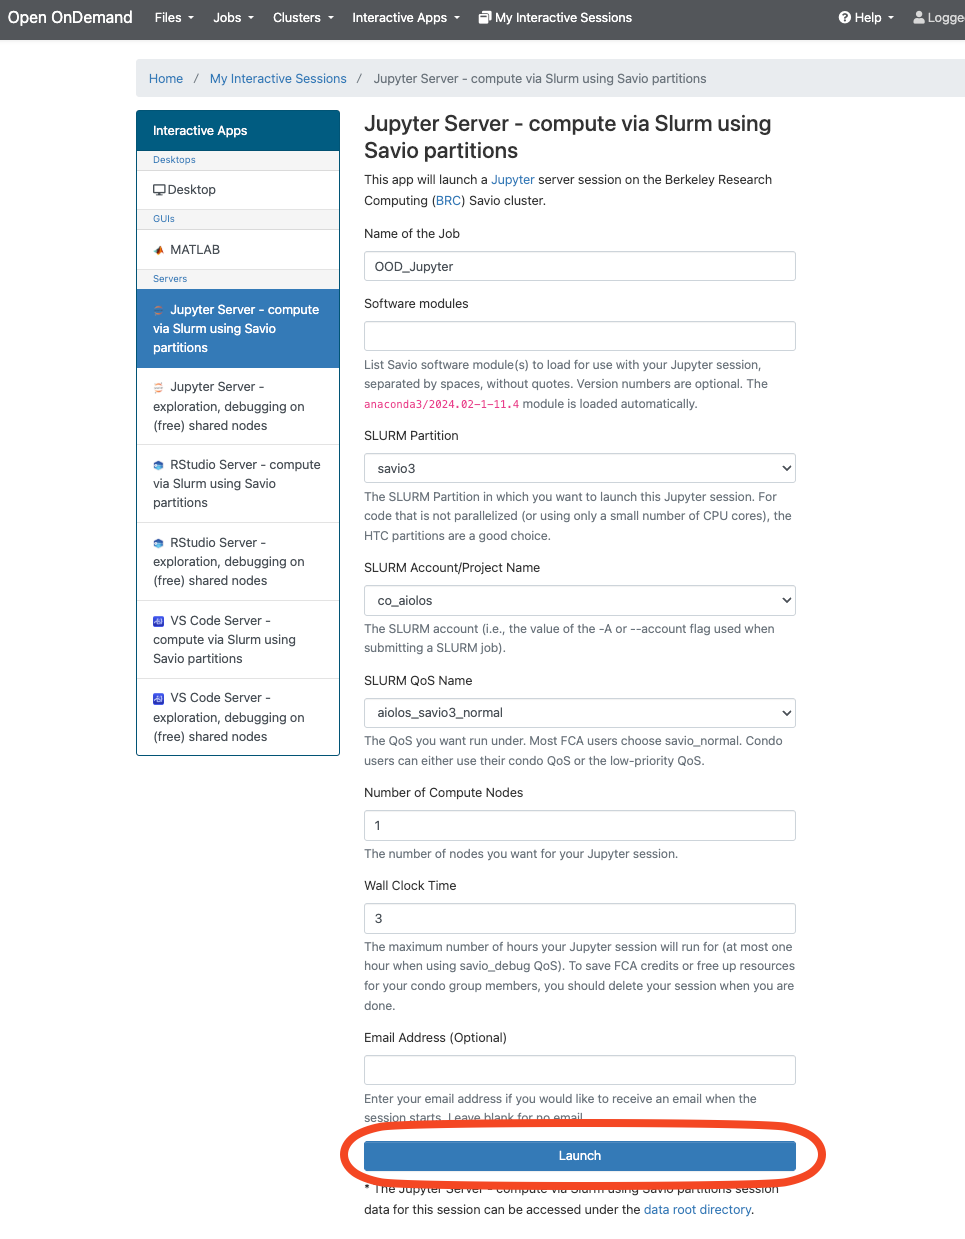 Open OnDemand Files Jobs Clusters Interactive Apps My Interactive Sessions Help Logge
Home / My Interactive Sessions / Jupyter Server - compute via Slurm using Savio partitions
Interactive Apps
Desktops
Desktop
GUIs
MATLAB
Servers
Jupyter Server - compute
via Slurm using Savio
partitions
Jupyter Server -
exploration, debugging on
(free) shared nodes
RStudio Server - compute
via Slurm using Savio
partitions
RStudio Server -
exploration, debugging on
(free) shared nodes
VS Code Server -
compute via Slurm using
Savio partitions
VS Code Server -
exploration, debugging on
(free) shared nodes
Jupyter Server - compute via Slurm using
Savio partitions
This app will launch a Jupyter server session on the Berkeley Research
Computing (BRC) Savio cluster.
Name of the Job
OOD_Jupyter
Software modules
List Savio software module(s) to load for use with your Jupyter session,
separated by spaces, without quotes. Version numbers are optional. The
anaconda3/2024.02-1-11.4 module is loaded automatically.
SLURM Partition
savio3
The SLURM Partition in which you want to launch this Jupyter session. For
code that is not parallelized (or using only a small number of CPU cores), the
HTC partitions are a good choice.
SLURM Account/Project Name
co_aiolos
The SLURM account (i.e., the value of the -A or --account flag used when
submitting a SLURM job).
SLURM QoS Name
aiolos_savio3_normal
The QoS you want run under. Most FCA users choose savio_normal. Condo
users can either use their condo QoS or the low-priority QoS.
Number of Compute Nodes
1
The number of nodes you want for your Jupyter session.
Wall Clock Time
3
The maximum number of hours your Jupyter session will run for (at most one
hour when using savio_debug QoS). To save FCA credits or free up resources
for your condo group members, you should delete your session when you are
done.
Email Address (Optional)
Enter your email address if you would like to receive an email when the
session starts. Leave blank for no email.
Launch
* The Jupyter Server - compute via Slurm using Savio partitions session
data for this session can be accessed under the data root directory.